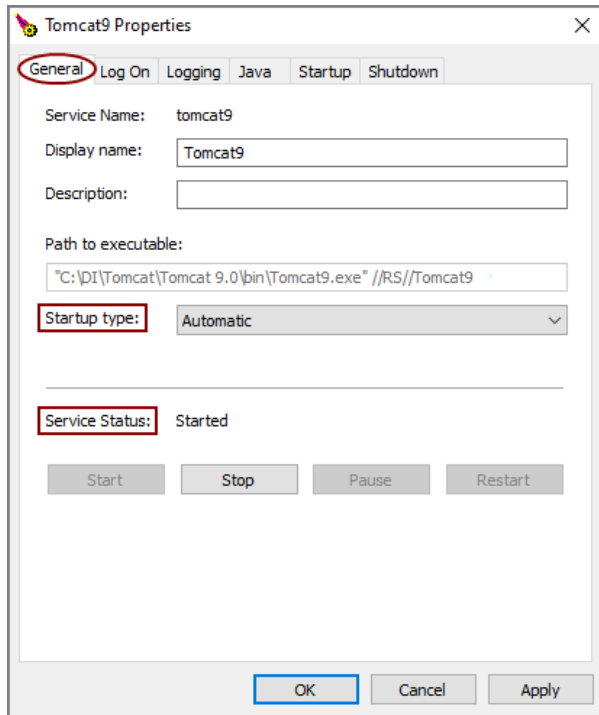 Tomcat9 Properties
General Log On Logging Java Startup Shutdown
Service Name: tomcat9
Display name: Tomcat9
Description:
Path to executable:
"C:\DI\Tomcat\Tomcat 9.0\bin\Tomcat9.exe" //RS//Tomcat9
Startup type: Automatic
Service Status: Started
Start Stop Pause Restart
OK Cancel Apply